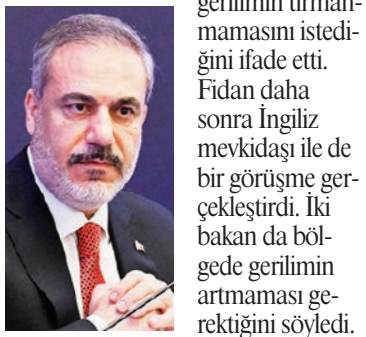 gerilimin tırman-
mamasını istedi-
ğini ifade etti.
Fidan daha
sonra İngiliz
mevkidaşı ile de
bir görüşme ger-
çekleştirdi. İki
bakan da böl-
gede gerilimin
artmaması ge-
rektiğini söyledi.